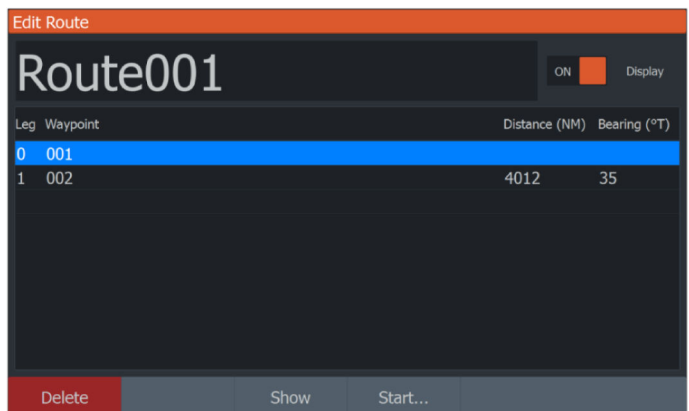 Edit Route
Route001
ON Display
Leg Waypoint Distance (NM) Bearing (°T)
0 001
1 002 4012 35
Delete Show Start...